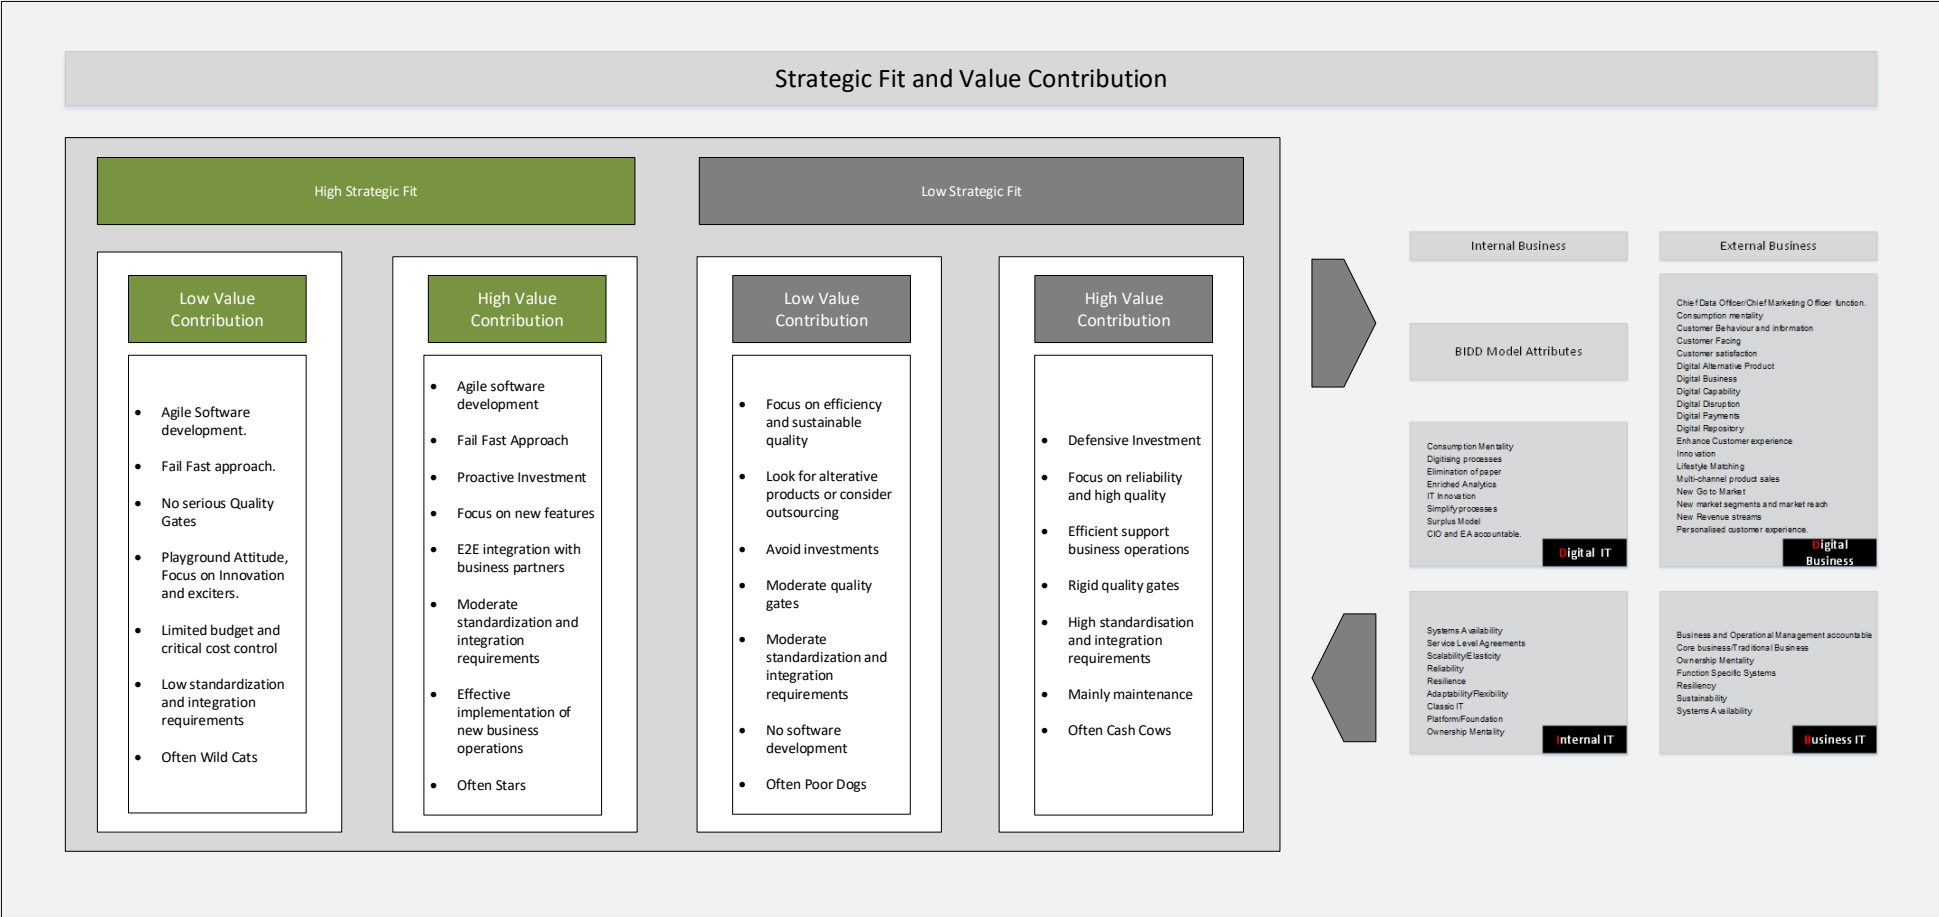 Strategic Fit and Value Contribution
High Strategic Fit
Low Strategic Fit
Low Value
Contribution
• Agile Software
development.
• Fail Fast approach.
• No serious Quality
Gates
• Playground Attitude,
Focus on Innovation
and exciters.
• Limited budget and
critical cost control
• Low standardization
and integration
requirements
• Often Wild Cats
High Value
Contribution
• Agile software
development
• Fail Fast Approach
• Proactive Investment
• Focus on new features
• E2E integration with
business partners
• Moderate
standardization and
integration
requirements
• Effective
implementation of
new business
operations
• Often Stars
Low Value
Contribution
• Focus on efficiency
and sustainable
quality
• Look for alterative
products or consider
outsourcing
• Avoid investments
• Moderate quality
gates
• Moderate
standardization and
integration
requirements
• No software
development
• Often Poor Dogs
High Value
Contribution
• Defensive Investment
• Focus on reliability
and high quality
• Efficient support
business operations
• Rigid quality gates
• High standardisation
and integration
requirements
• Mainly maintenance
• Often Cash Cows
Internal Business
BIDD Model Attributes
Consumption Mentality
Digitising processes
Elimination of paper
Enriched Analytics
IT Innovation
Simplify processes
Surplus Model
CIO and EA accountable.
Digital IT
External Business
Chief Data Officer/Chief Marketing Officer function.
Consumption mentality
Customer Behaviour and information
Customer Facing
Customer satisfaction
Digital Alternative Product
Digital Business
Digital Capability
Digital Disruption
Digital Payments
Digital Repository
Enhance Customer experience
Innovation
Lifestyle Matching
Multi-channel product sales
New Go to Market
New market segments and market reach
New Revenue streams
Personalised customer experience.
Digital
Business
Systems Availability
Service Level Agreements
Scalability/Elasticity
Reliability
Resilience
Adaptability/Flexibility
Classic IT
Platform/Foundation
Ownership Mentality
Internal IT
Business and Operational Management accountable
Core business/Traditional Business
Ownership Mentality
Function Specific Systems
Resiliency
Sustainability
Systems Availability
Business IT